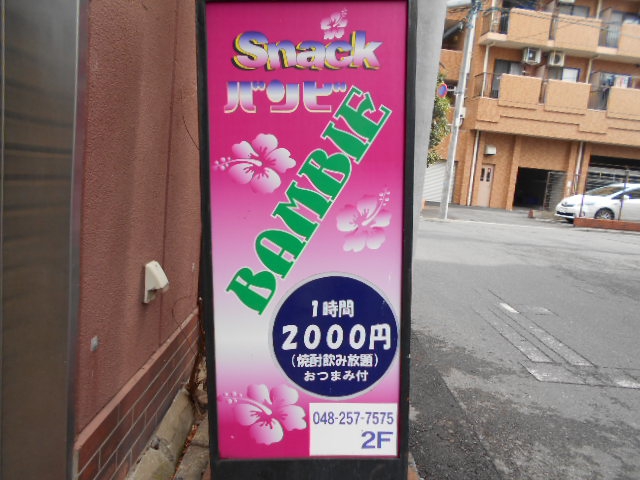 Snack
バンビ
BAMBIE
1時間
2000円
(焼酎飲み放題)
おつまみ付
048-257-7575
2F